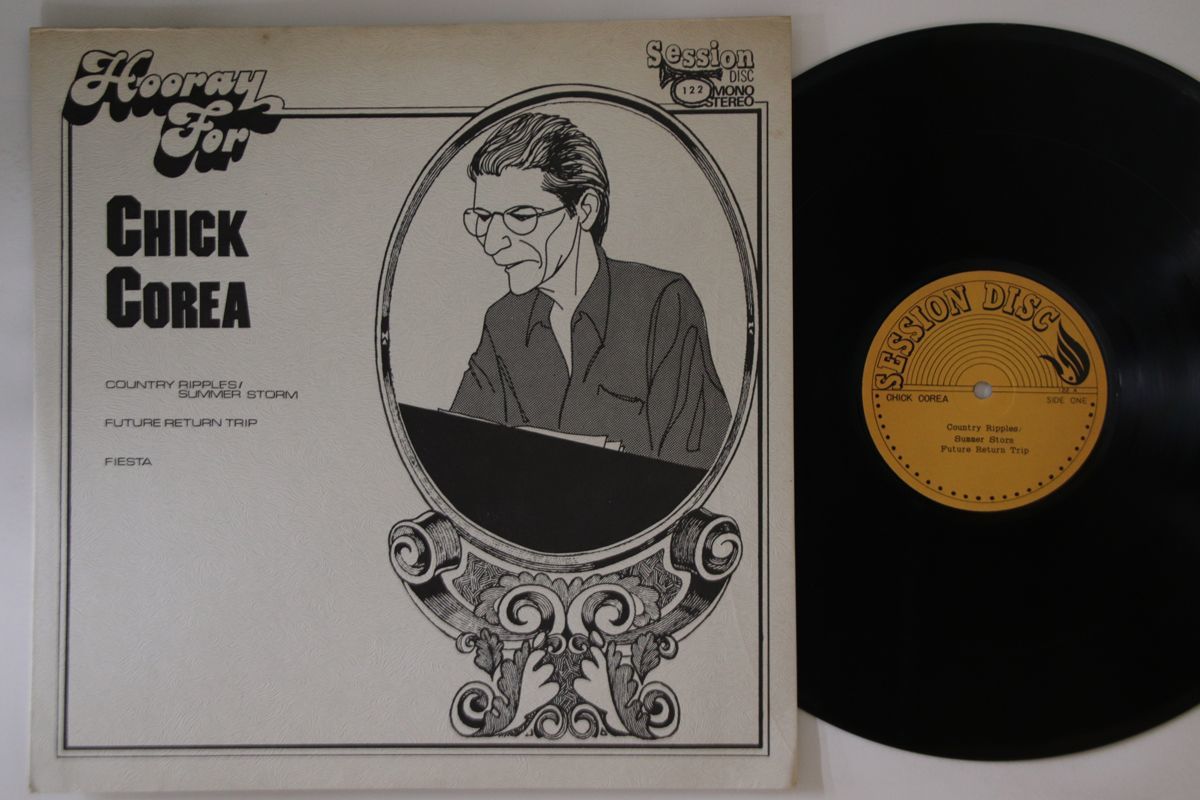 Hooray
For
Session
DISC
122
MONO
STEREO
CHICK
COREA
COUNTRY RIPPLES/
SUMMER STORM
FUTURE RETURN TRIP
FIESTA
SESSION DISC
CHICK COREA
SIDE ONE
Country Ripples/
Summer Storm
Future Return Trip